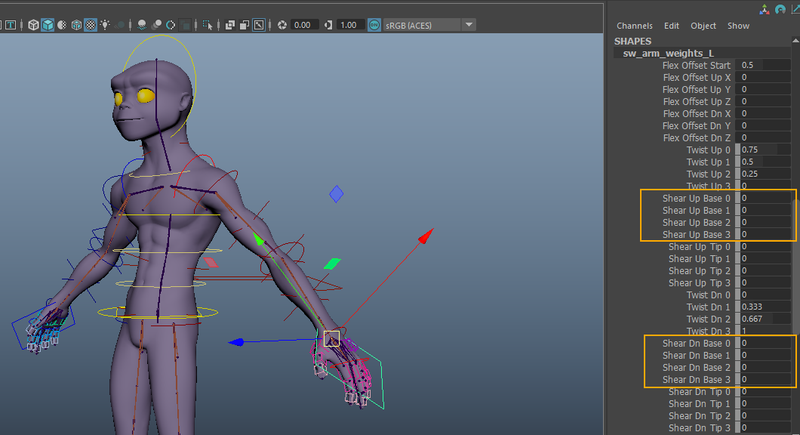 0.00
1.00
sRGB (ACES)
Channels Edit Object Show
SHAPES
sw_arm_weights_L
Flex Offset Start 0.5
Flex Offset Up X 0
Flex Offset Up Y 0
Flex Offset Up Z 0
Flex Offset Dn X 0
Flex Offset Dn Y 0
Flex Offset Dn Z 0
Twist Up 0 0.75
Twist Up 1 0.5
Twist Up 2 0.25
Twist Up 3 0
Shear Up Base 0 0
Shear Up Base 1 0
Shear Up Base 2 0
Shear Up Base 3 0
Shear Up Tip 0 0
Shear Up Tip 1 0
Shear Up Tip 2 0
Shear Up Tip 3 0
Twist Dn 0 0
Twist Dn 1 0.333
Twist Dn 2 0.667
Twist Dn 3 1
Shear Dn Base 0 0
Shear Dn Base 1 0
Shear Dn Base 2 0
Shear Dn Base 3 0
Shear Dn Tip 0 0
Shear Dn Tip 1 0
Shear Dn Tip 2 0
Shear Dn Tip 3 0